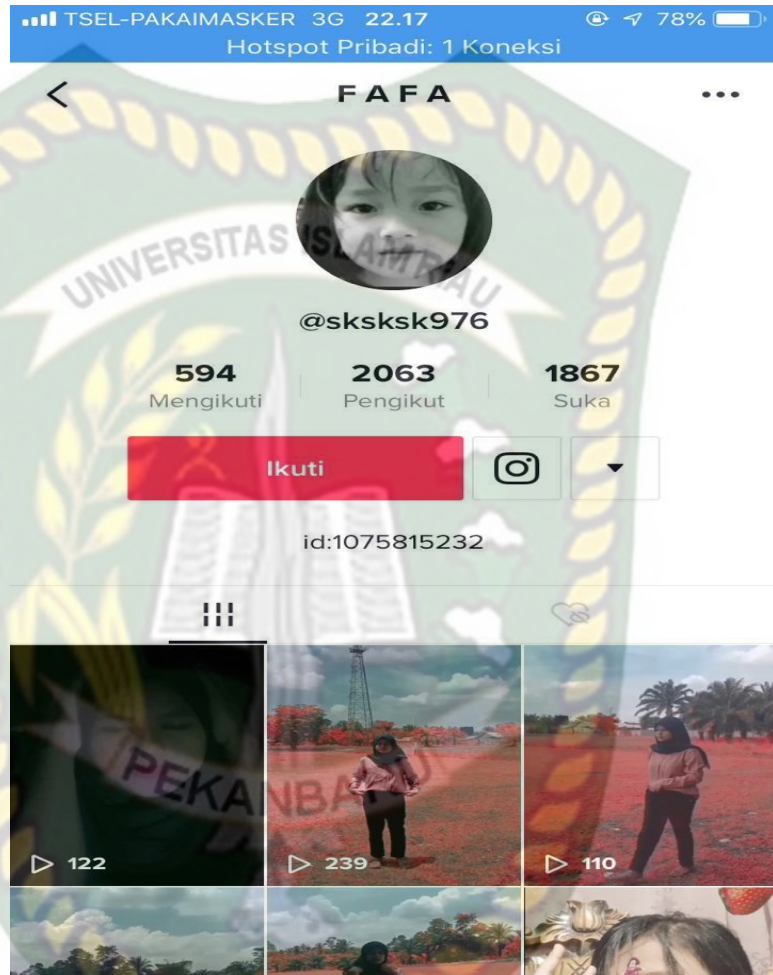 TSEL-PAKAIMASKER 3G 22.17 78%
Hotspot Pribadi: 1 Koneksi
FAFA
UNIVERSITAS ISLAM RIAU
@sksksk976
594 2063 1867
Mengikuti Pengikut Suka
Ikuti
id:1075815232
PEKANBARU
122 239 110